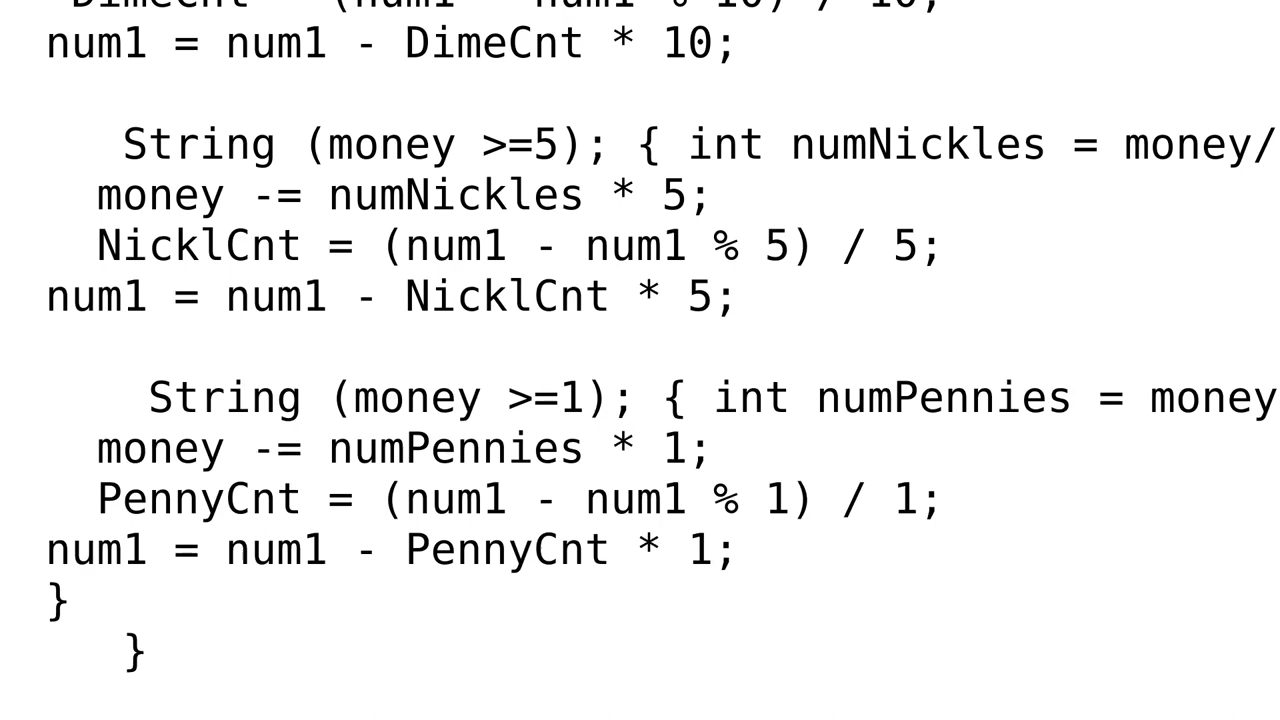 num1 = num1 - DimeCnt * 10;
String (money >=5); { int numNickles = money/
money -= numNickles * 5;
NicklCnt = (num1 - num1 % 5) / 5;
num1 = num1 - NicklCnt * 5;
String (money >=1); { int numPennies = money
money -= numPennies * 1;
PennyCnt = (num1 - num1 % 1) / 1;
num1 = num1 - PennyCnt * 1;
}
}